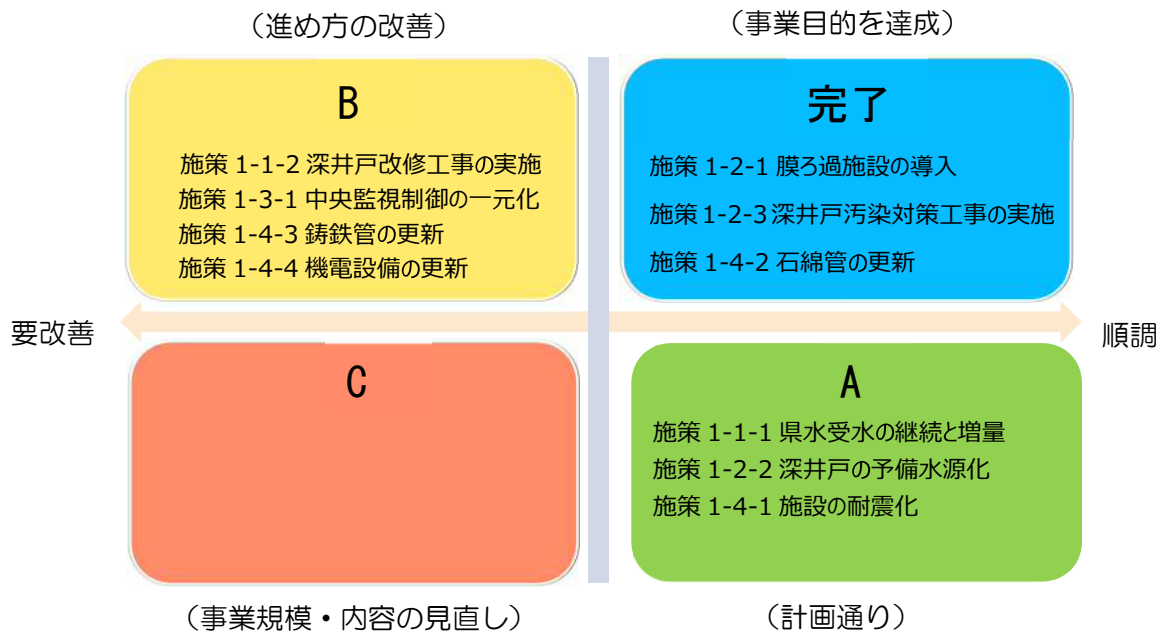 （進め方の改善）
（事業目的を達成）
B
施策 1-1-2 深井戸改修工事の実施
施策 1-3-1 中央監視制御の一元化
施策 1-4-3 鋳鉄管の更新
施策 1-4-4 機電設備の更新
完了
施策 1-2-1 膜ろ過施設の導入
施策 1-2-3 深井戸汚染対策工事の実施
施策 1-4-2 石綿管の更新
要改善
順調
C
A
施策 1-1-1 県水受水の継続と増量
施策 1-2-2 深井戸の予備水源化
施策 1-4-1 施設の耐震化
（事業規模・内容の見直し）
（計画通り）